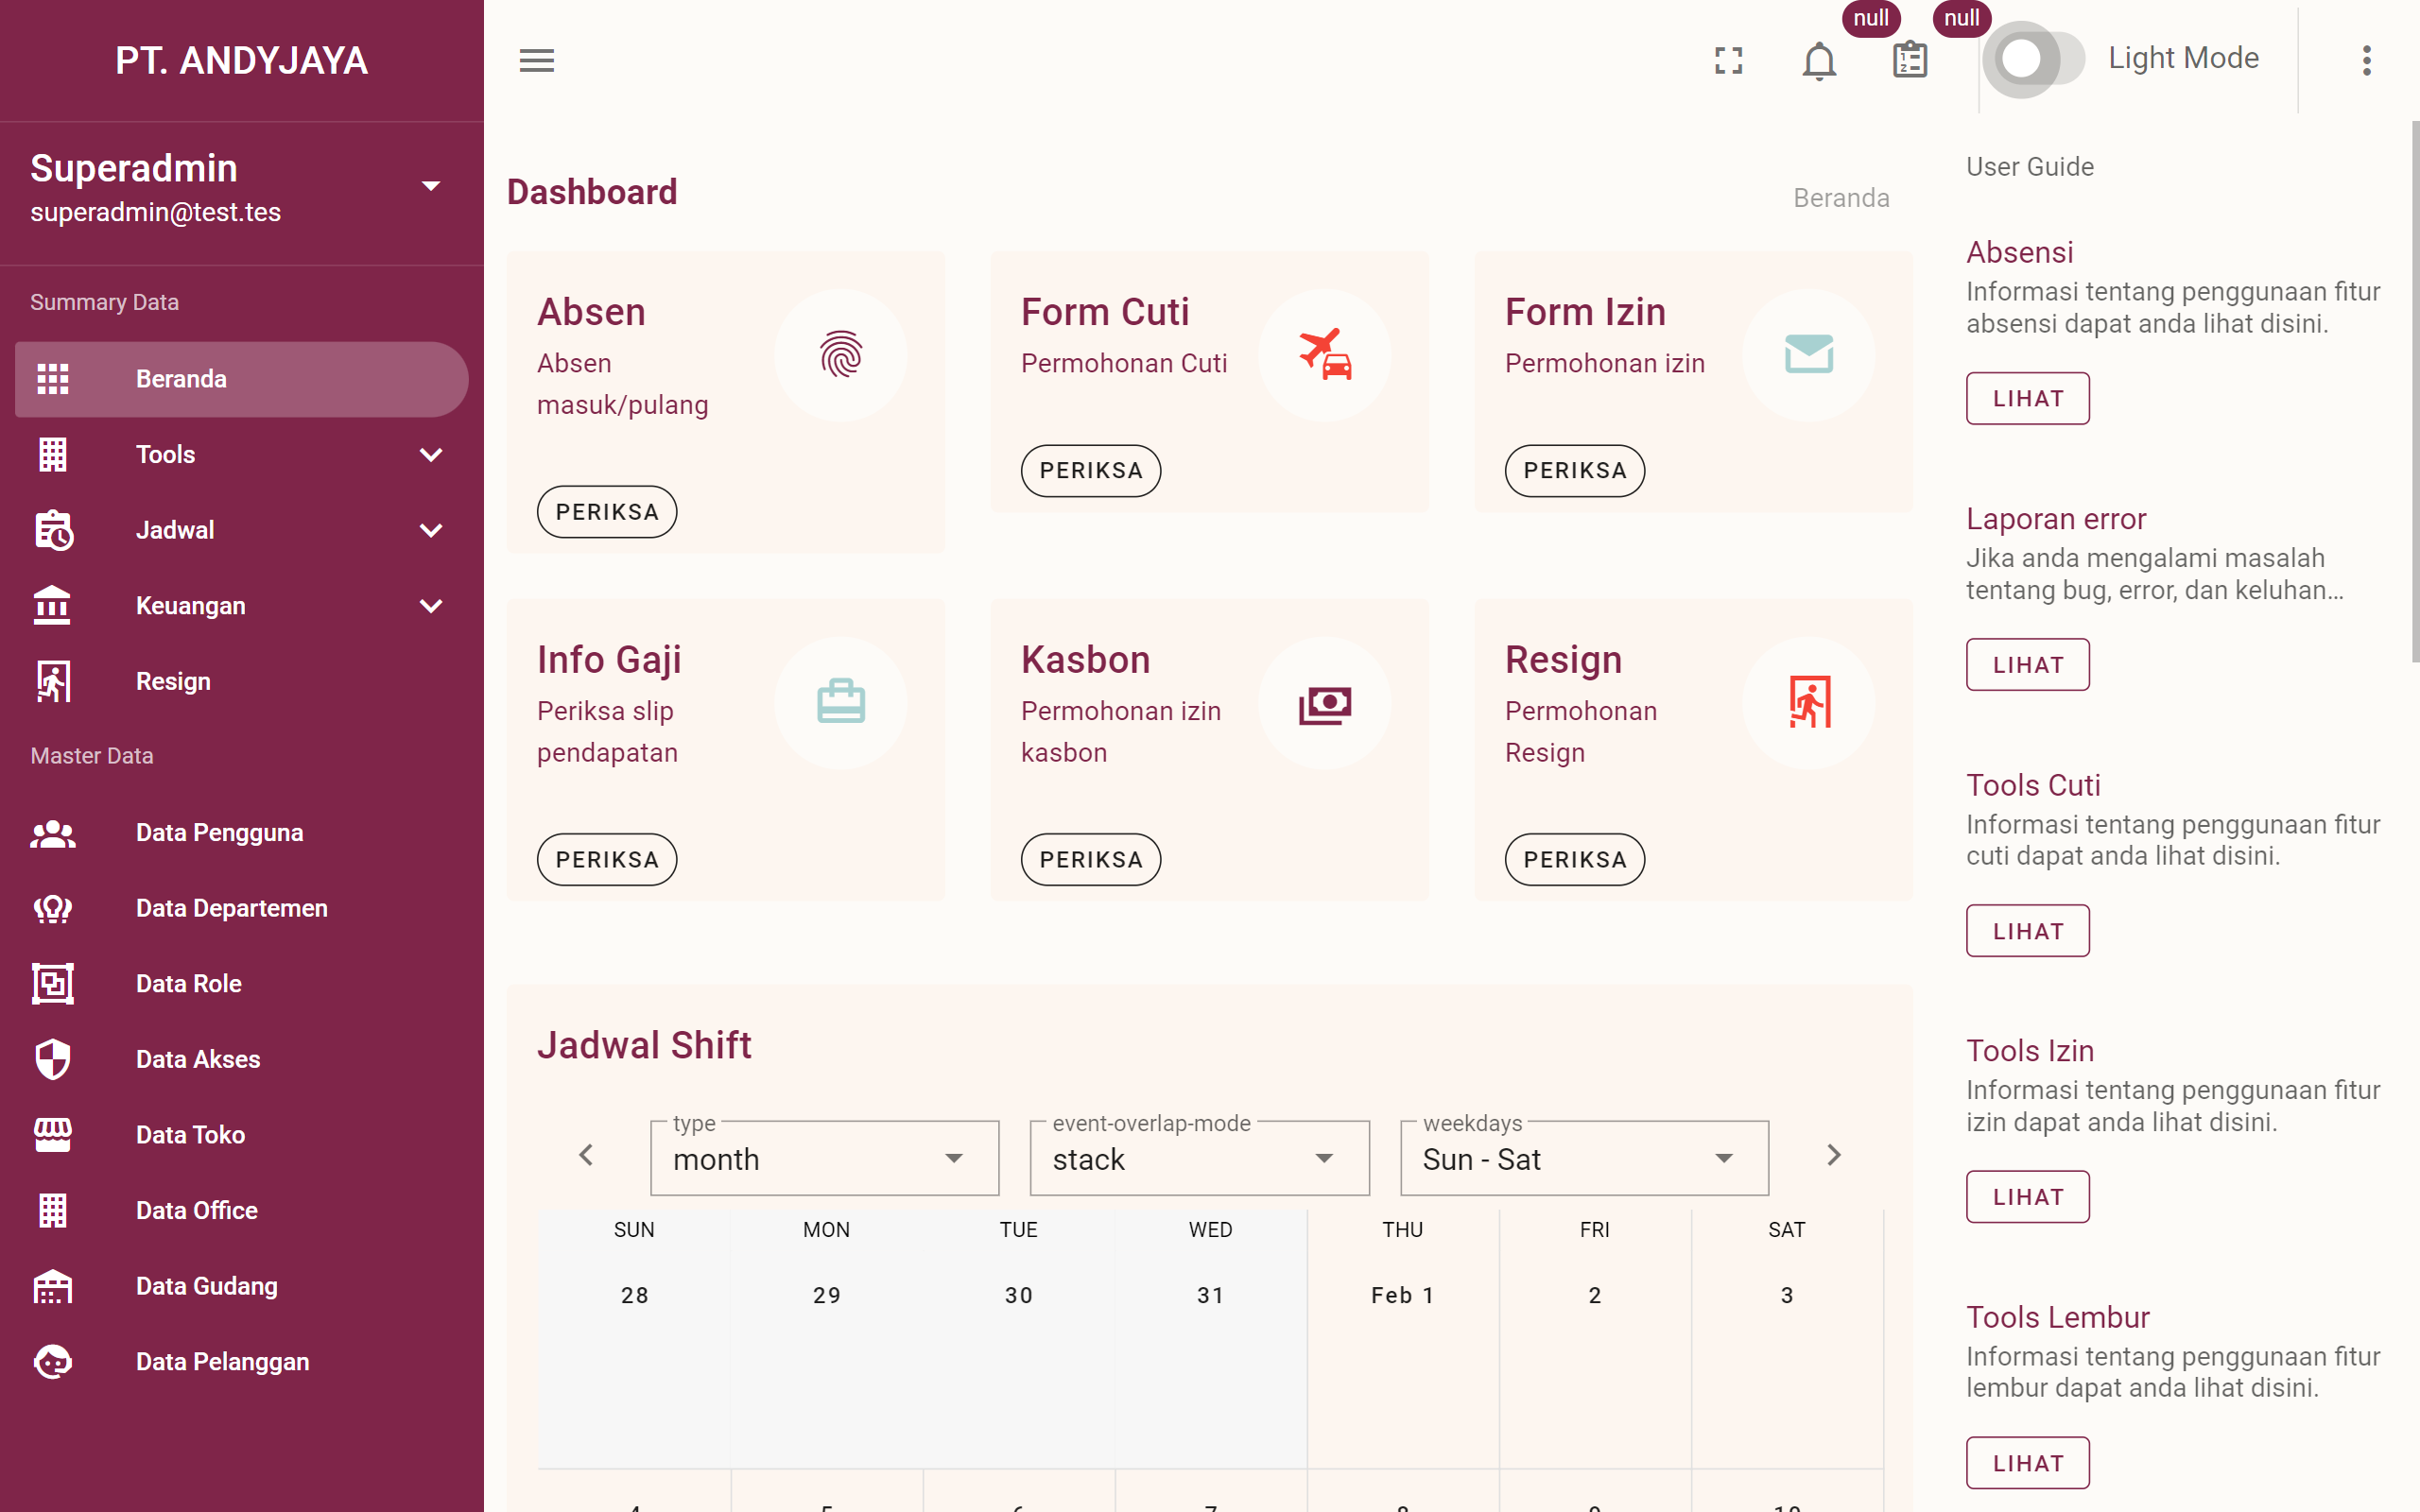 PT. ANDYJAYA
Superadmin
superadmin@test.tes
Summary Data
Beranda
Tools
Jadwal
Keuangan
Resign
Master Data
Data Pengguna
Data Departemen
Data Role
Data Akses
Data Toko
Data Office
Data Gudang
Data Pelanggan
null
null
Light Mode
Dashboard
Beranda
Absen
Absen
masuk/pulang
PERIKSA
Form Cuti
Permohonan Cuti
PERIKSA
Form Izin
Permohonan izin
PERIKSA
Info Gaji
Periksa slip
pendapatan
PERIKSA
Kasbon
Permohonan izin
kasbon
PERIKSA
Resign
Permohonan
Resign
PERIKSA
Jadwal Shift
type
month
event-overlap-mode
stack
weekdays
Sun - Sat
SUN MON TUE WED THU FRI SAT
28 29 30 31 Feb 1 2 3
4 5 6 7 8 9 10
User Guide
Absensi
Informasi tentang penggunaan fitur
absensi dapat anda lihat disini.
LIHAT
Laporan error
Jika anda mengalami masalah
tentang bug, error, dan keluhan...
LIHAT
Tools Cuti
Informasi tentang penggunaan fitur
cuti dapat anda lihat disini.
LIHAT
Tools Izin
Informasi tentang penggunaan fitur
izin dapat anda lihat disini.
LIHAT
Tools Lembur
Informasi tentang penggunaan fitur
lembur dapat anda lihat disini.
LIHAT